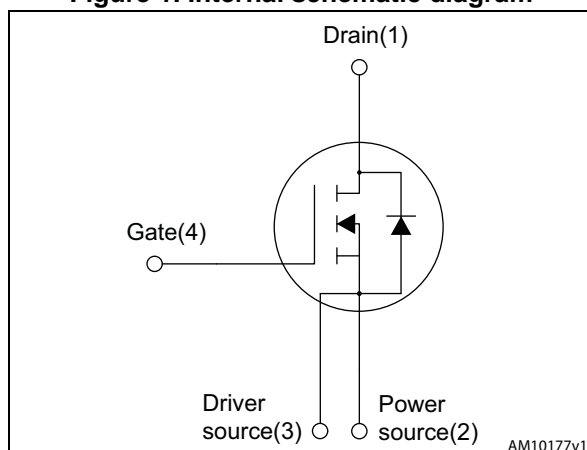 Figure 1. Internal schematic diagram
Drain(1)
Gate(4)
Driver
source(3)
Power
source(2)
AM10177v1